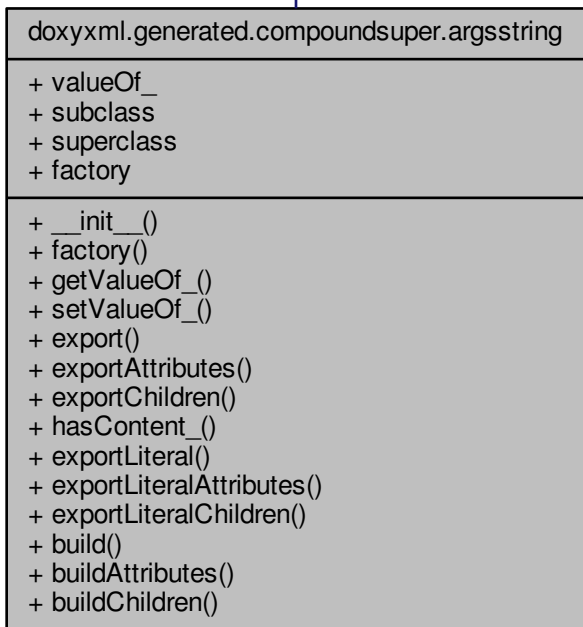 doxyxml.generated.compoundsuper.argsstring
+ valueOf_
+ subclass
+ superclass
+ factory
+ __init__()
+ factory()
+ getValueOf_()
+ setValueOf_()
+ export()
+ exportAttributes()
+ exportChildren()
+ hasContent_()
+ exportLiteral()
+ exportLiteralAttributes()
+ exportLiteralChildren()
+ build()
+ buildAttributes()
+ buildChildren()